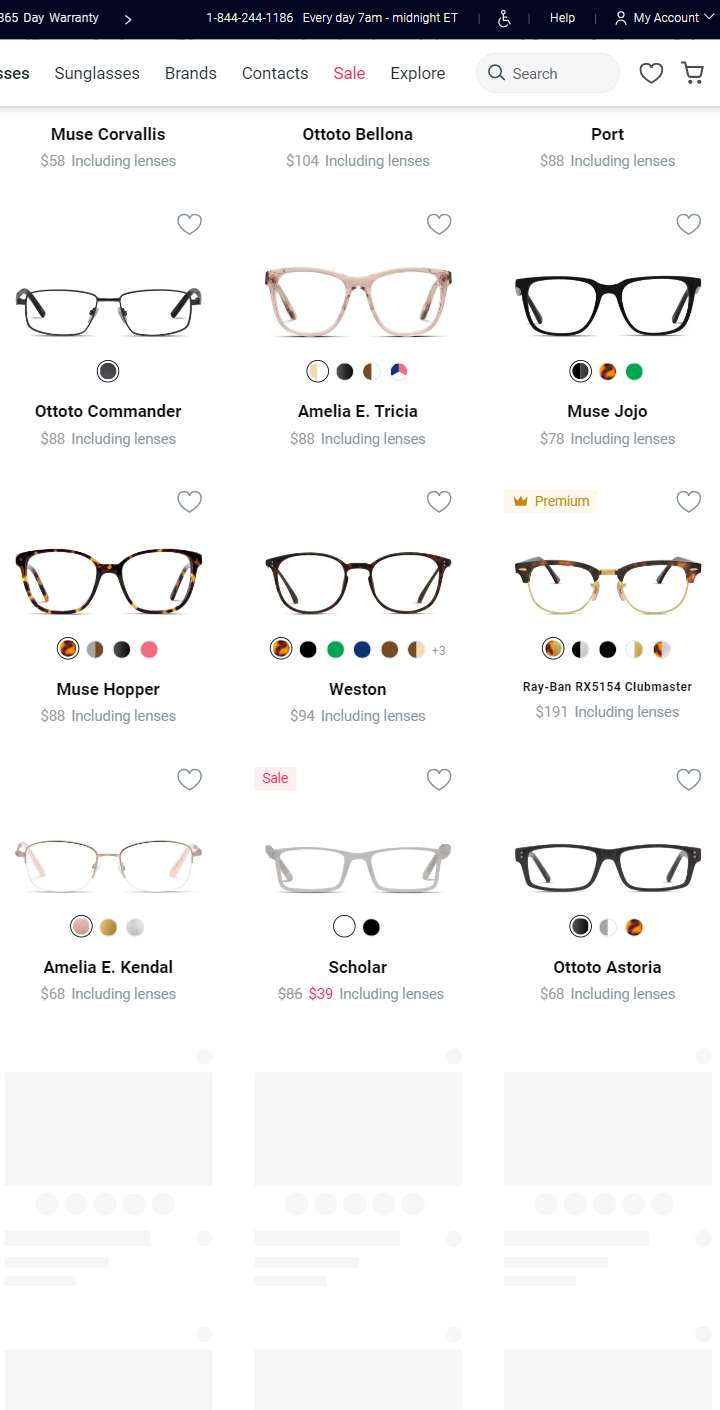 365 Day Warranty
1-844-244-1186 Every day 7am - midnight ET
Help
My Account
Sunglasses Brands Contacts Sale Explore
Search
Muse Corvallis
$58 Including lenses
Ottoto Bellona
$104 Including lenses
Port
$88 Including lenses
Ottoto Commander
$88 Including lenses
Amelia E. Tricia
$88 Including lenses
Muse Jojo
$78 Including lenses
Muse Hopper
$88 Including lenses
+3
Weston
$94 Including lenses
Premium
Ray-Ban RX5154 Clubmaster
$191 Including lenses
Amelia E. Kendal
$68 Including lenses
Sale
Scholar
$86 $39 Including lenses
Ottoto Astoria
$68 Including lenses